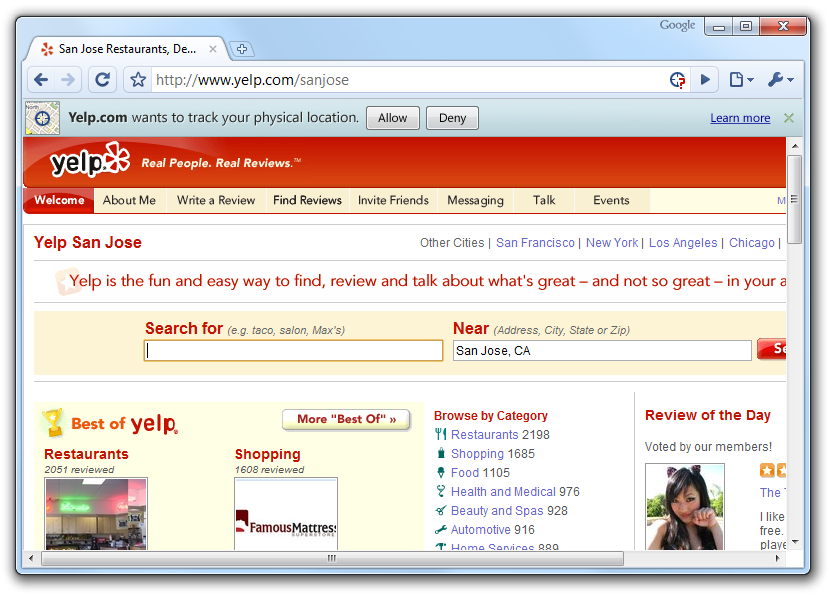 Google
San Jose Restaurants, De...
http://www.yelp.com/sanjose
North
Yelp.com wants to track your physical location. Allow Deny Learn more
yelp Real People. Real Reviews.™
Welcome About Me Write a Review Find Reviews Invite Friends Messaging Talk Events M
Yelp San Jose Other Cities | San Francisco | New York | Los Angeles | Chicago |
Yelp is the fun and easy way to find, review and talk about what's great – and not so great – in your a
Search for (e.g. taco, salon, Max's) Near (Address, City, State or Zip)
San Jose, CA Se
Best of yelp More "Best Of" »
Restaurants
2051 reviewed
Shopping
1608 reviewed
FAMOUSMATTRESS
SUPERSTORE
Browse by Category
Restaurants 2198
Shopping 1685
Food 1105
Health and Medical 976
Beauty and Spas 928
Automotive 916
Home Services 889
Review of the Day
Voted by our members!
The T
I like
free.
playe